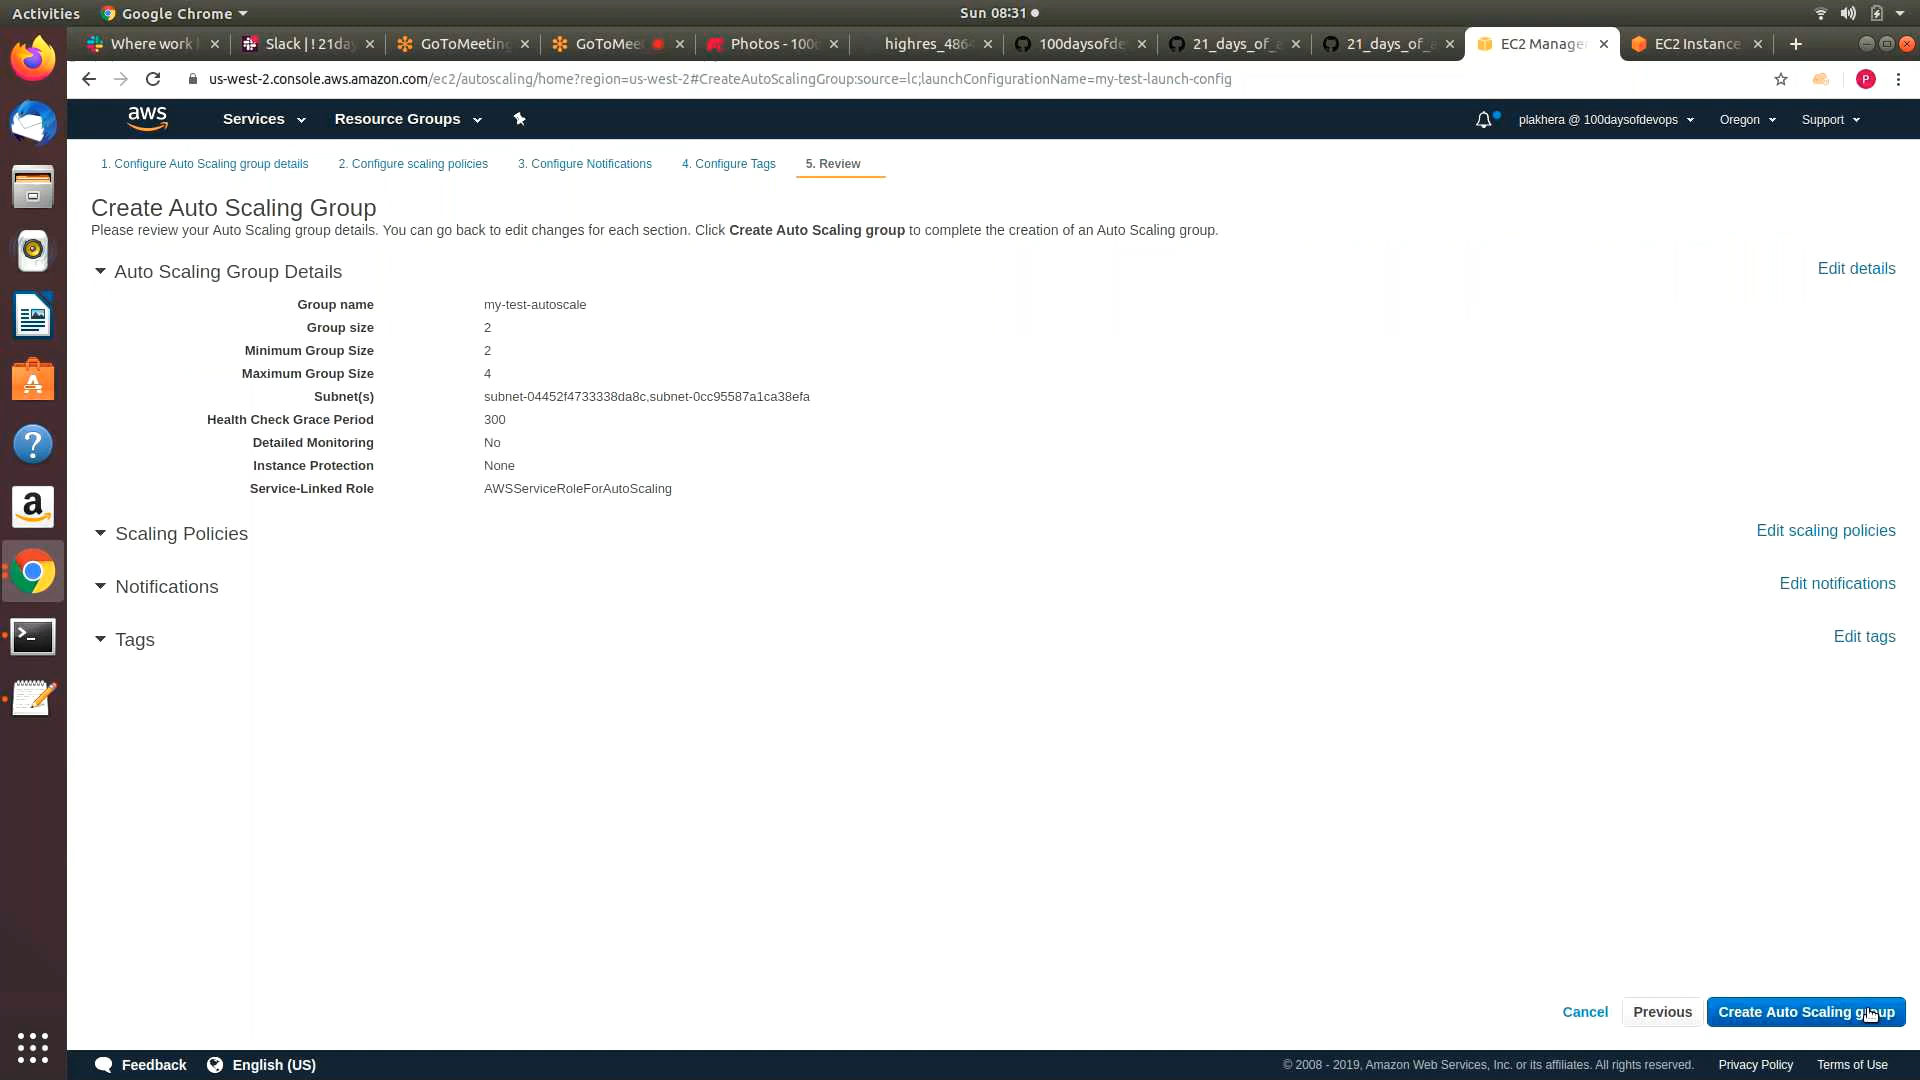 Activities Google Chrome Sun 08:31
Where work Slack | ! 21da GoToMeeting GoToMee Photos - 100 highres_486 100daysofde 21_days_of_a 21_days_of_a EC2 Manage EC2 Instance
us-west-2.console.aws.amazon.com/ec2/autoscaling/home?region=us-west-2#CreateAutoScalingGroup:source=lc;launchConfigurationName=my-test-launch-config P
aws Services Resource Groups plakhera @ 100daysofdevops Oregon Support
1. Configure Auto Scaling group details 2. Configure scaling policies 3. Configure Notifications 4. Configure Tags 5. Review
Create Auto Scaling Group
Please review your Auto Scaling group details. You can go back to edit changes for each section. Click Create Auto Scaling group to complete the creation of an Auto Scaling group.
Auto Scaling Group Details Edit details
Group name my-test-autoscale
Group size 2
Minimum Group Size 2
Maximum Group Size 4
Subnet(s) subnet-04452f4733338da8c,subnet-0cc95587a1ca38efa
Health Check Grace Period 300
Detailed Monitoring No
Instance Protection None
Service-Linked Role AWSServiceRoleForAutoScaling
Scaling Policies Edit scaling policies
Notifications Edit notifications
Tags Edit tags
Cancel Previous Create Auto Scaling group
Feedback English (US) © 2008 - 2019, Amazon Web Services, Inc. or its affiliates. All rights reserved. Privacy Policy Terms of Use